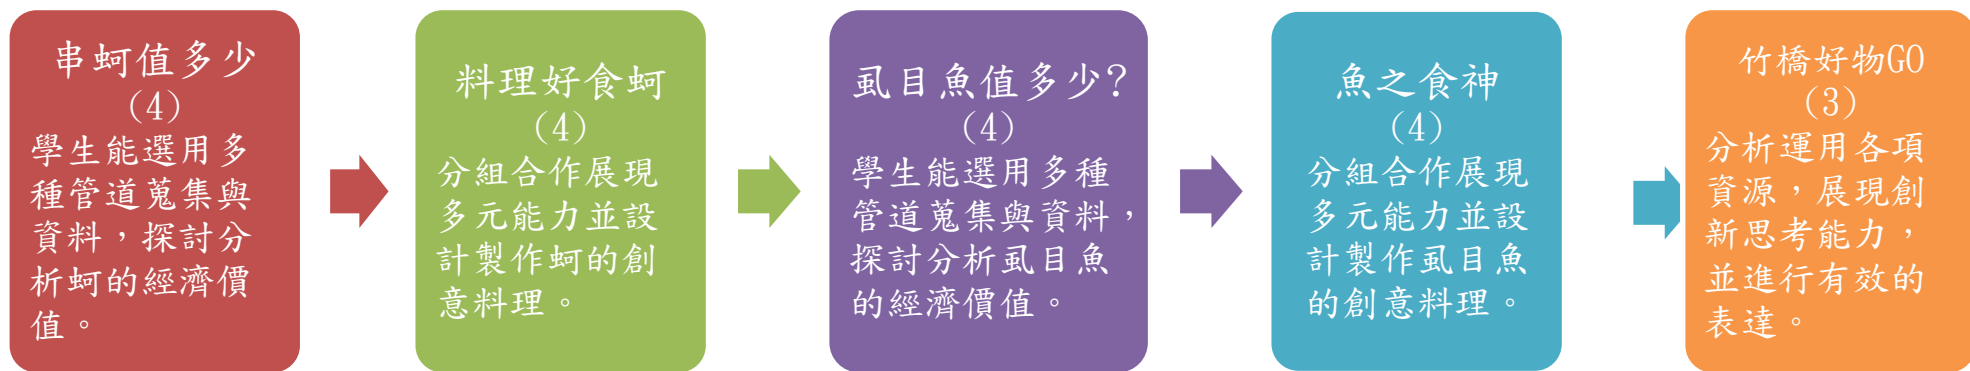 串蚵值多少
(4)
學生能選用多
種管道蒐集與
資料，探討分
析蚵的經濟價
值。
料理好食蚵
(4)
分組合作展現
多元能力並設
計製作蚵的創
意料理。
虱目魚值多少?
(4)
學生能選用多種
管道蒐集與資料，
探討分析虱目魚
的經濟價值。
魚之食神
(4)
分組合作展現
多元能力並設
計製作虱目魚
的創意料理。
竹橋好物GO
(3)
分析運用各項
資源，展現創
新思考能力，
並進行有效的
表達。